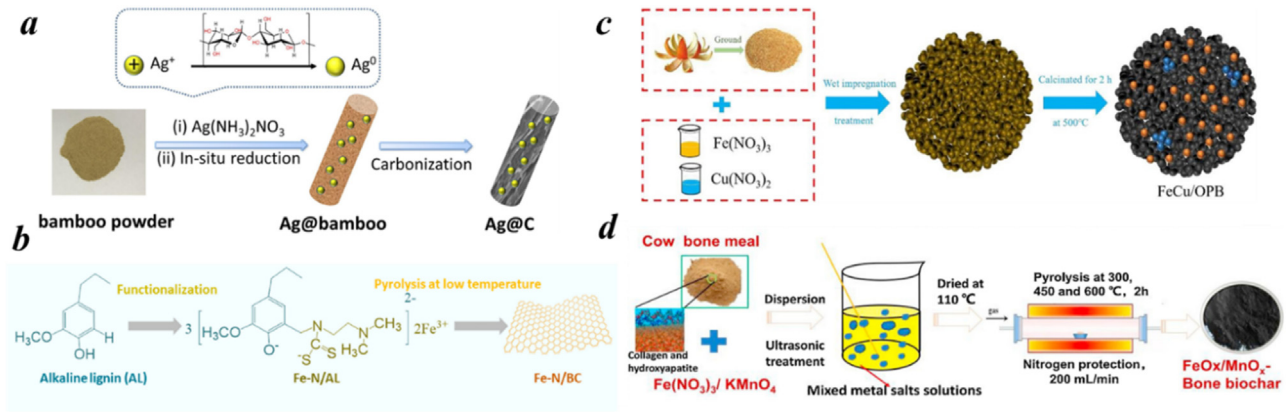 a
Ag⁺
Ag⁰
(i) Ag(NH₃)₂NO₃
(ii) In-situ reduction
Carbonization
bamboo powder
Ag@bamboo
Ag@C
b
Functionalization
Pyrolysis at low temperature
H₃CO
H
OH
3
H₃CO
O⁻
N
N
CH₃
CH₃
⁻S
S
2-
2Fe³⁺
Alkaline lignin (AL)
Fe-N/AL
Fe-N/BC
c
Ground
Fe(NO₃)₃
Cu(NO₃)₂
Wet impregnation
treatment
Calcinated for 2 h
at 500℃
FeCu/OPB
d
Cow bone meal
Collagen and
hydroxyapatite
Fe(NO₃)₃/ KMnO₄
Dispersion
Ultrasonic
treatment
Mixed metal salts solutions
Dried at
110 ℃
gas
Pyrolysis at 300,
450 and 600 ℃, 2h
Nitrogen protection,
200 mL/min
FeOx/MnOₓ-
Bone biochar